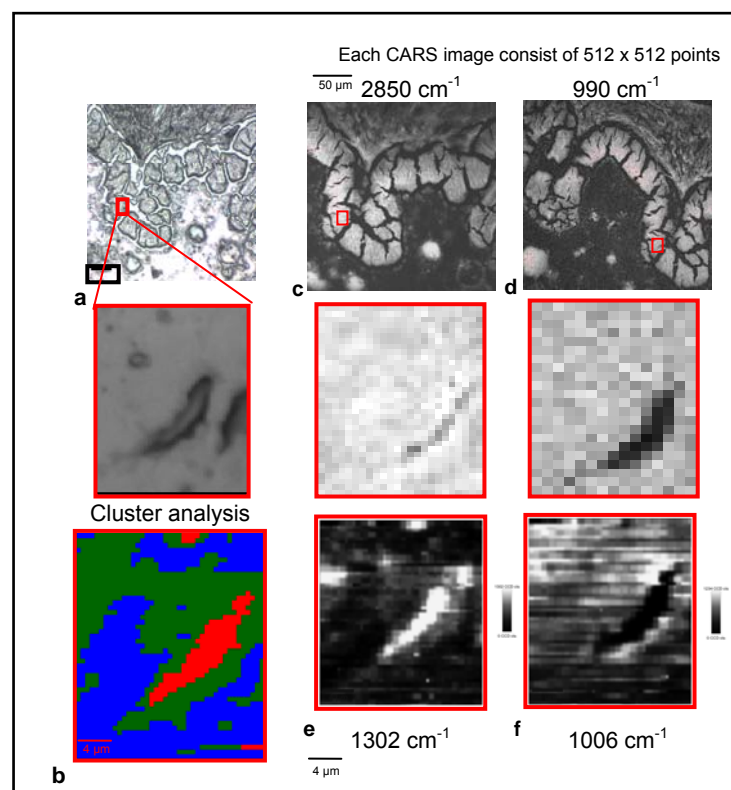 Each CARS image consist of 512 x 512 points
50 µm
2850 cm⁻¹
990 cm⁻¹
a
c
d
Cluster analysis
4 µm
b
e
1302 cm⁻¹
4 µm
f
1006 cm⁻¹